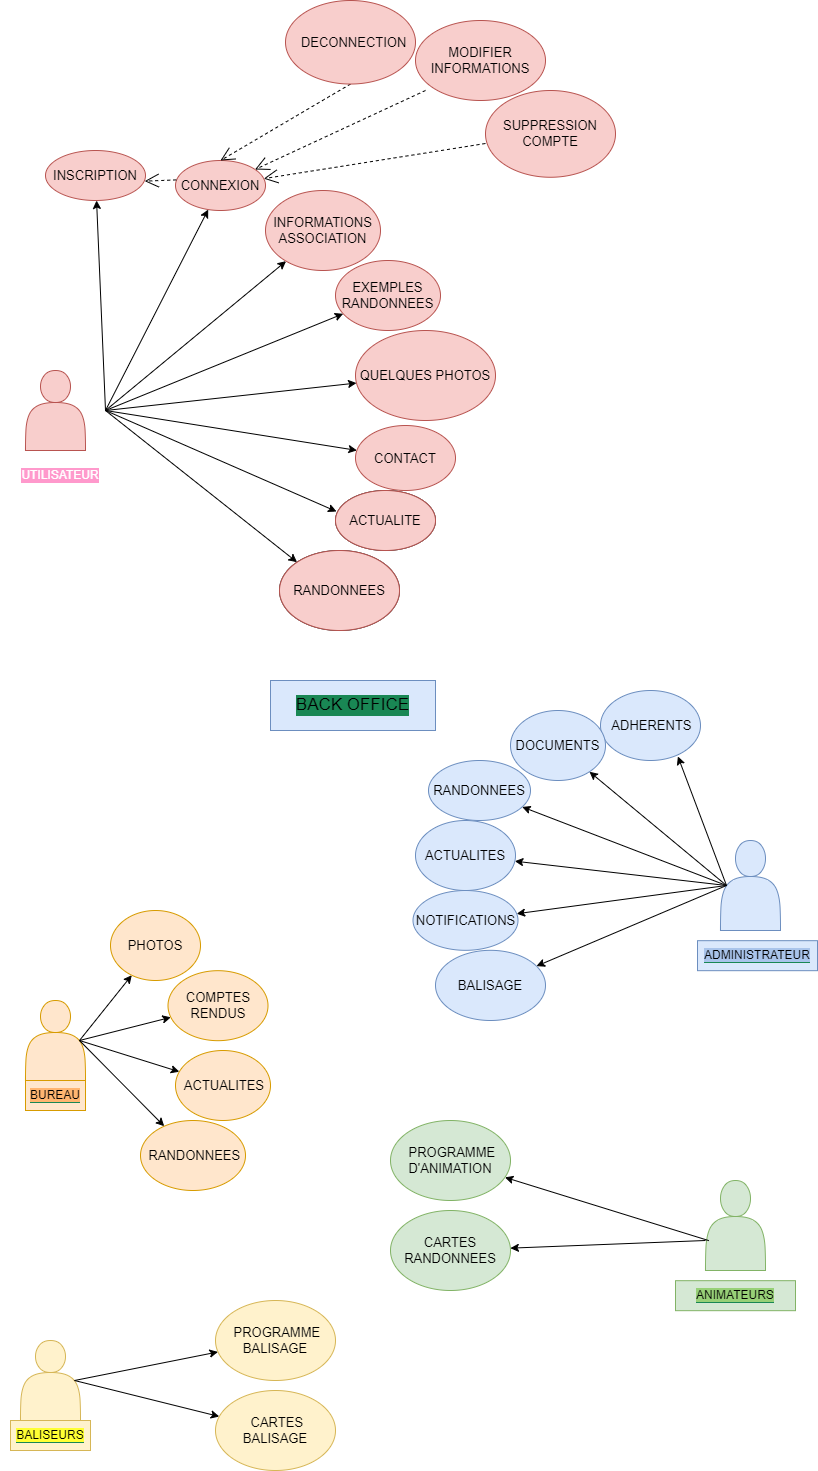 DECONNECTION
MODIFIER
INFORMATIONS
SUPPRESSION
COMPTE
INSCRIPTION
CONNEXION
INFORMATIONS
ASSOCIATION
EXEMPLES
RANDONNEES
QUELQUES PHOTOS
UTILISATEUR
CONTACT
ACTUALITE
RANDONNEES
BACK OFFICE
ADHERENTS
DOCUMENTS
RANDONNEES
ACTUALITES
NOTIFICATIONS
BALISAGE
ADMINISTRATEUR
PHOTOS
COMPTES
RENDUS
ACTUALITES
RANDONNEES
BUREAU
PROGRAMME
D'ANIMATION
CARTES
RANDONNEES
ANIMATEURS
PROGRAMME
BALISAGE
CARTES
BALISAGE
BALISEURS